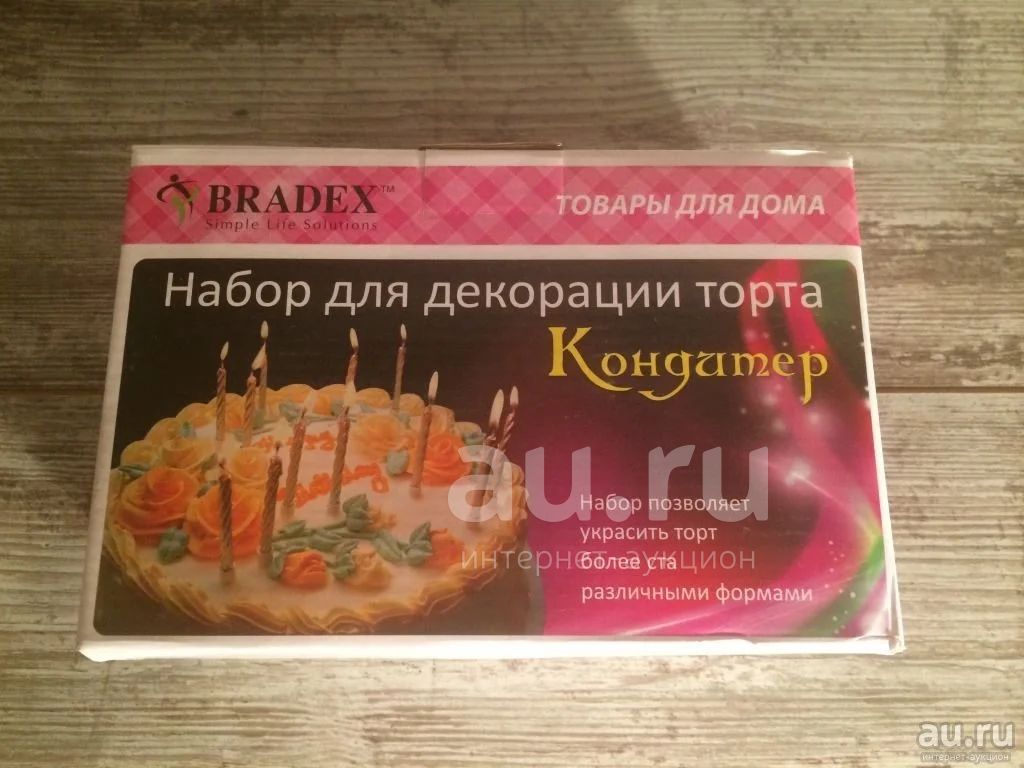 BRADEX™
Simple Life Solutions
ТОВАРЫ ДЛЯ ДОМА
Набор для декорации торта
Кондитер
au.ru
интернет-аукцион
Набор позволяет
украсить торт
более ста
различными формами
au.ru
интернет-аукцион